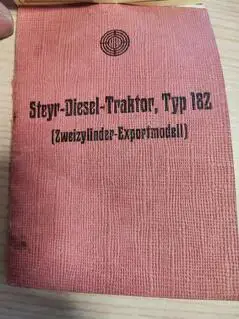 Steyr-Diesel-Traktor, Typ 182
(Zweizylinder-Exportmodell)